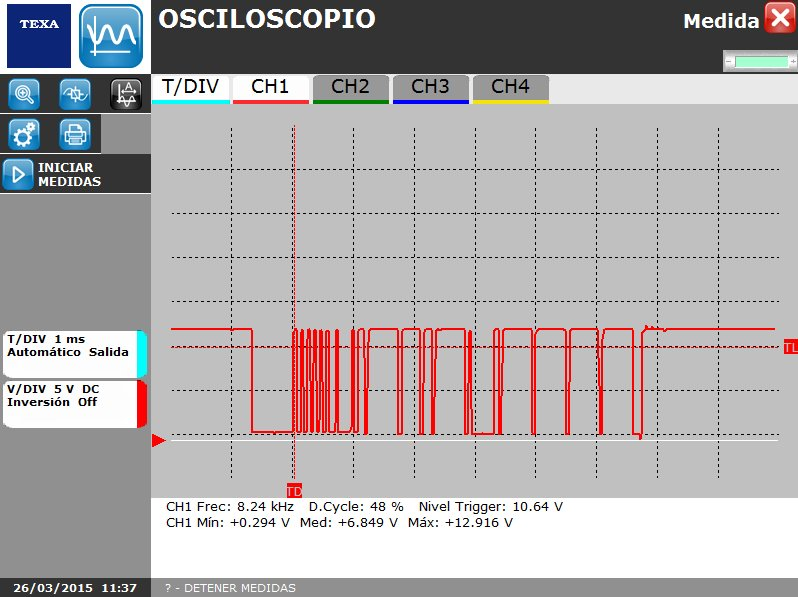 TEXA
OSCILOSCOPIO
Medida
T/DIV CH1 CH2 CH3 CH4
INICIAR
MEDIDAS
T/DIV 1 ms
Automático Salida
V/DIV 5 V DC
Inversión Off
TL
TD
CH1 Frec: 8.24 kHz D.Cycle: 48 % Nivel Trigger: 10.64 V
CH1 Mín: +0.294 V Med: +6.849 V Máx: +12.916 V
26/03/2015 11:37
? - DETENER MEDIDAS